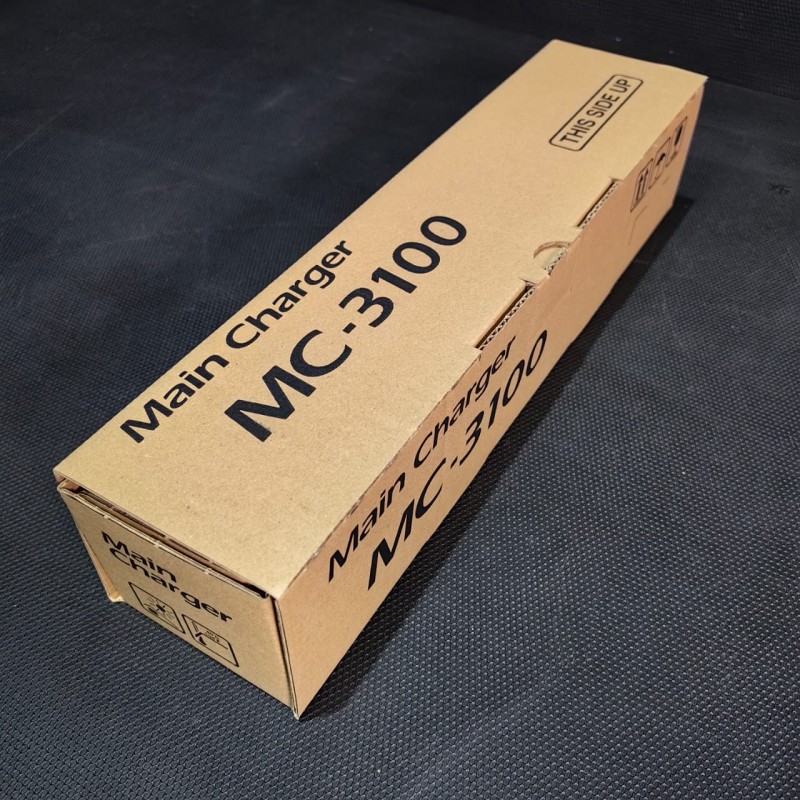 THIS SIDE UP
Main Charger
MC-3100
Main Charger
MC-3100
Main
Charger